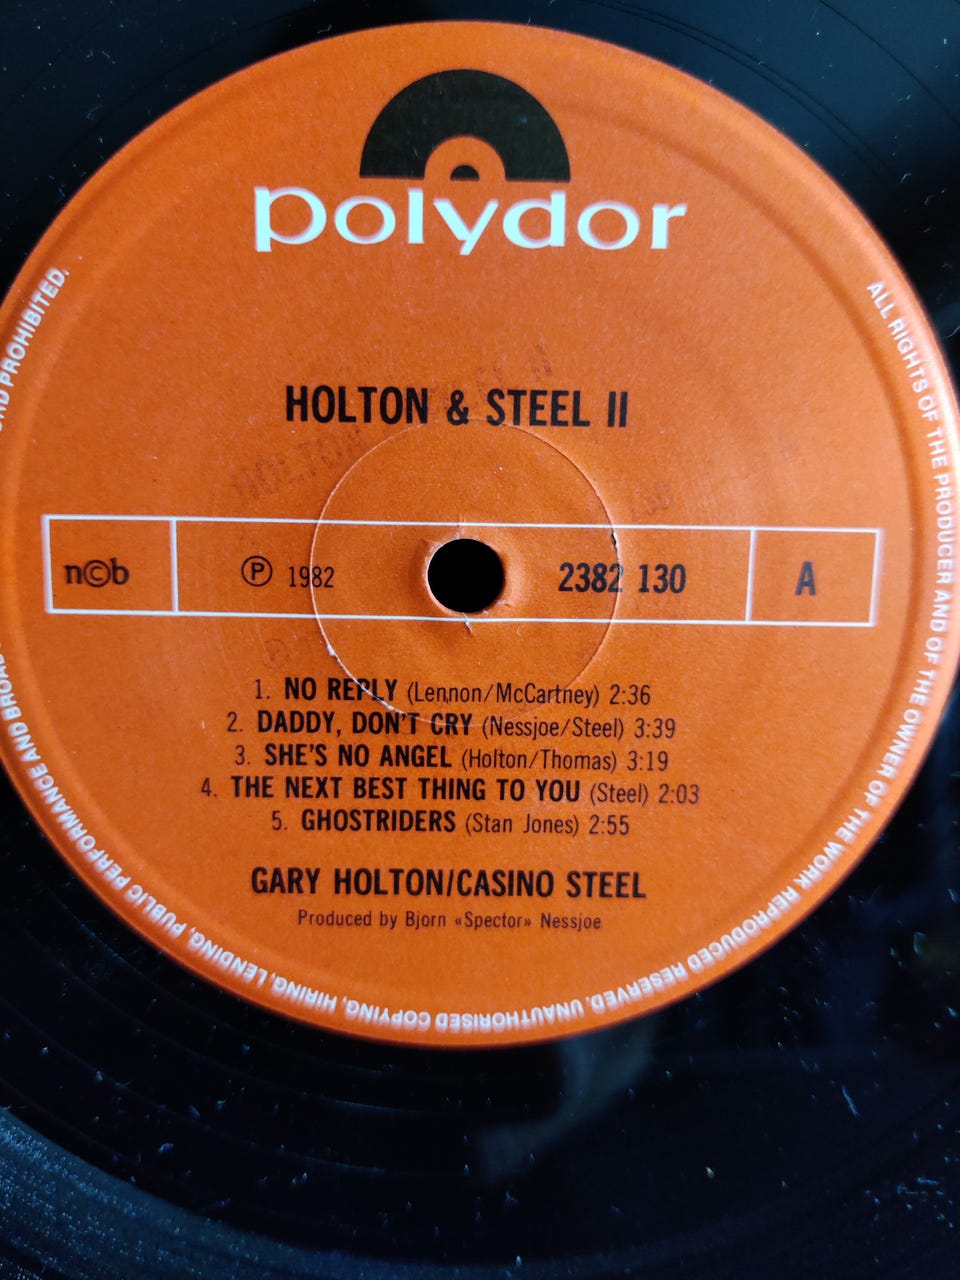 polydor
HOLTON & STEEL II
n©b
℗ 1982
2382 130
A
1. NO REPLY (Lennon/McCartney) 2:36
2. DADDY, DON'T CRY (Nessjoe/Steel) 3:39
3. SHE'S NO ANGEL (Holton/Thomas) 3:19
4. THE NEXT BEST THING TO YOU (Steel) 2:03
5. GHOSTRIDERS (Stan Jones) 2:55
GARY HOLTON/CASINO STEEL
Produced by Bjorn «Spector» Nessjoe
ALL RIGHTS OF THE PRODUCER AND OF THE OWNER OF THE WORK REPRODUCED RESERVED. UNAUTHORISED COPYING, HIRING, LENDING, PUBLIC PERFORMANCE AND PROHIBITED.